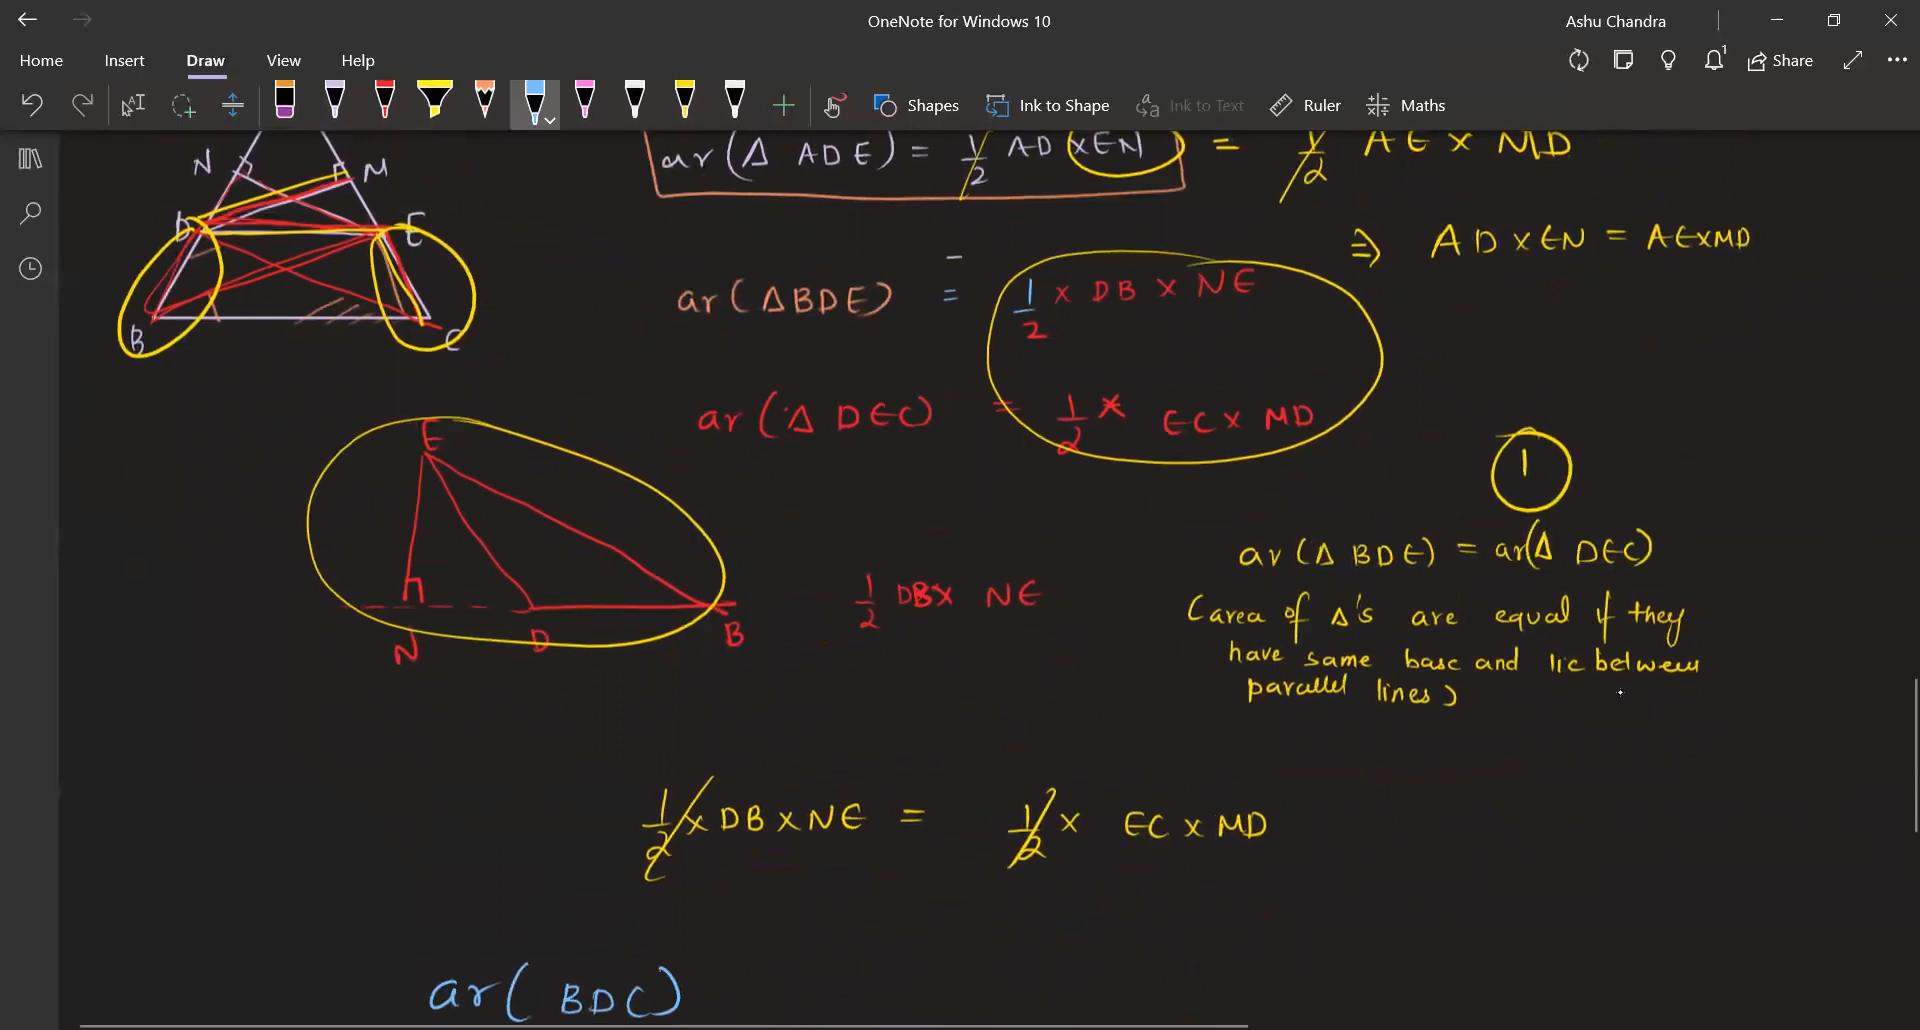 OneNote for Windows 10
Ashu Chandra
Home Insert Draw View Help
Share
Shapes Ink to Shape Ink to Text Ruler Maths
ar(Δ ADE) = 1/2 AD × EN = 1/2 AE × MD
⇒ AD × EN = AE × MD
N M
D E
B C
ar(ΔBDE) = 1/2 × DB × NE
ar(Δ DEC) = 1/2 × EC × MD
1
E
N D B
1/2 DB × NE
ar(Δ BDE) = ar(Δ DEC)
(area of Δ's are equal if they
have same base and lie between
parallel lines)
1/2 × DB × NE = 1/2 × EC × MD
ar( BDC)